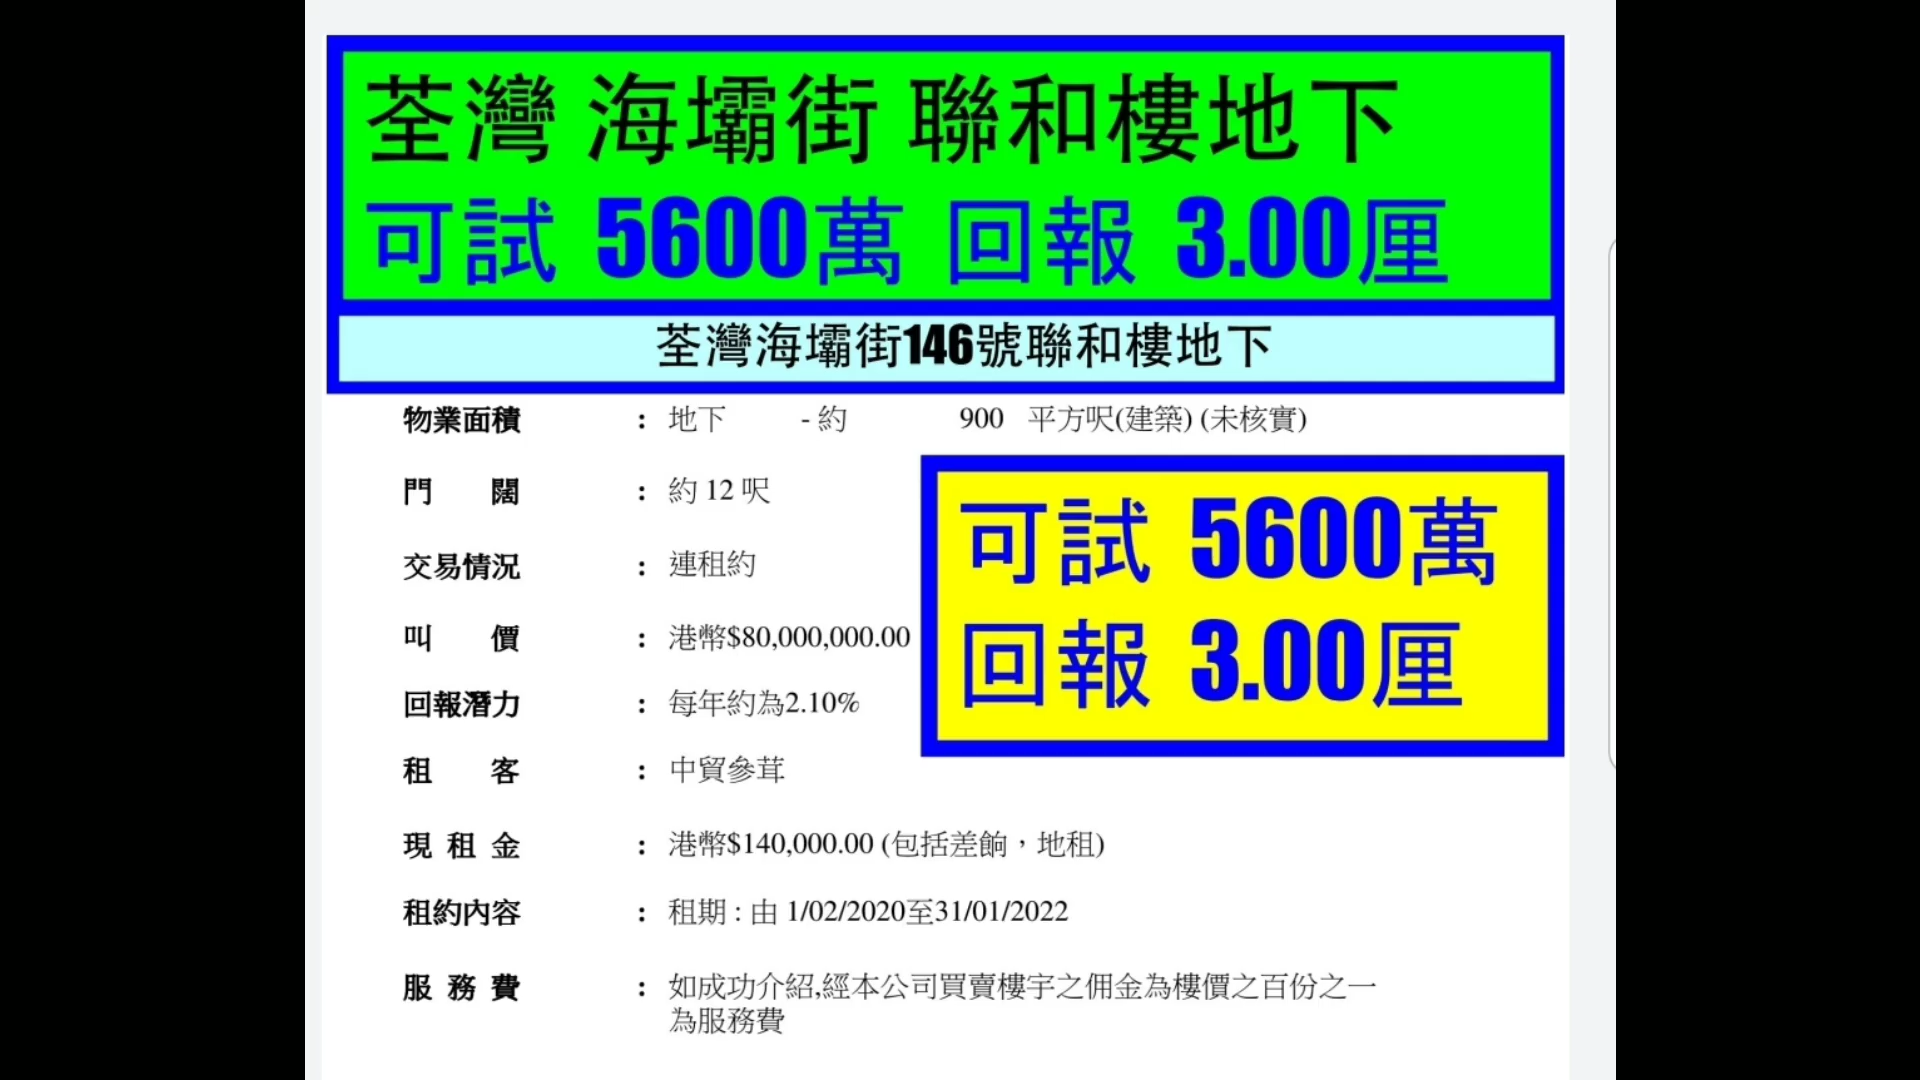 荃灣 海壩街 聯和樓地下
可試 5600萬 回報 3.00厘
荃灣海壩街146號聯和樓地下
物業面積 : 地下 - 約 900 平方呎(建築) (未核實)
門 闊 : 約 12 呎
可試 5600萬
交易情況 : 連租約
叫 價 : 港幣$80,000,000.00
回報 3.00厘
回報潛力 : 每年約為2.10%
租 客 : 中貿參茸
現 租 金 : 港幣$140,000.00 (包括差餉，地租)
租約內容 : 租期 : 由 1/02/2020至31/01/2022
服 務 費 : 如成功介紹,經本公司買賣樓宇之佣金為樓價之百份之一
為服務費